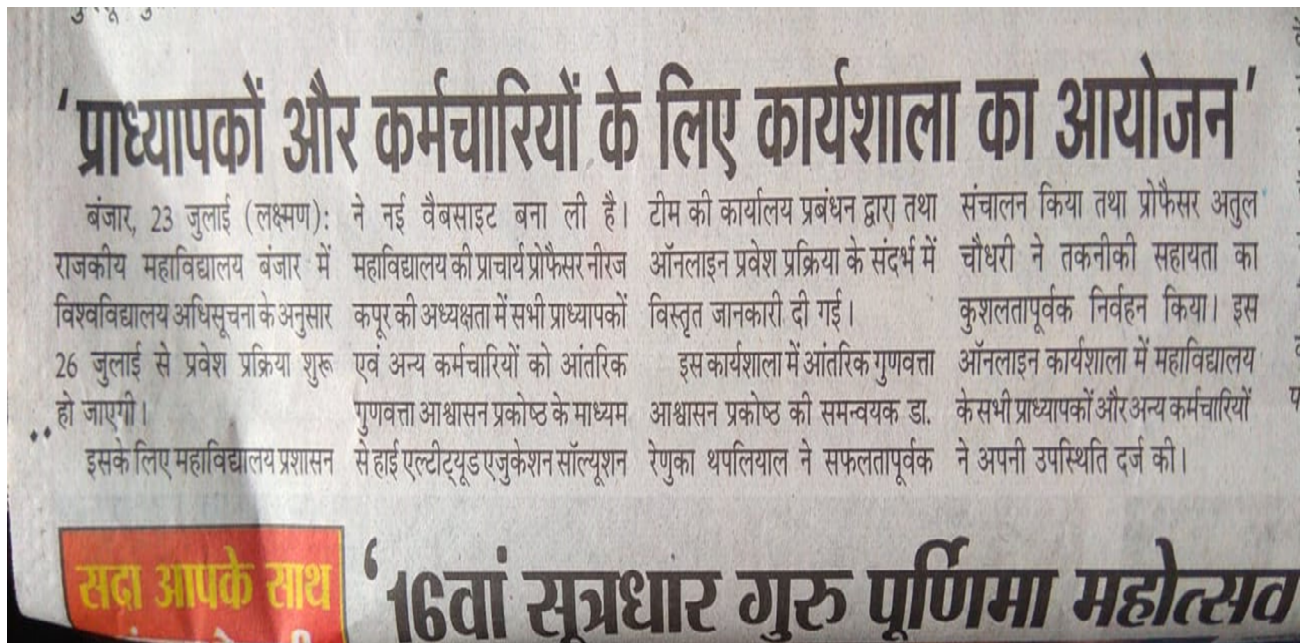 'प्राध्यापकों और कर्मचारियों के लिए कार्यशाला का आयोजन'
बंजार, 23 जुलाई (लक्ष्मण):
राजकीय महाविद्यालय बंजार में
विश्वविद्यालय अधिसूचना के अनुसार
26 जुलाई से प्रवेश प्रक्रिया शुरू
हो जाएगी।
इसके लिए महाविद्यालय प्रशासन
ने नई वैबसाइट बना ली है।
महाविद्यालय की प्राचार्य प्रोफैसर नीरज
कपूर की अध्यक्षता में सभी प्राध्यापकों
एवं अन्य कर्मचारियों को आंतरिक
गुणवत्ता आश्वासन प्रकोष्ठ के माध्यम
से हाई एल्टीट्यूड एजुकेशन सॉल्यूशन
टीम की कार्यालय प्रबंधन द्वारा तथा
ऑनलाइन प्रवेश प्रक्रिया के संदर्भ में
विस्तृत जानकारी दी गई।
इस कार्यशाला में आंतरिक गुणवत्ता
आश्वासन प्रकोष्ठ की समन्वयक डा.
रेणुका थपलियाल ने सफलतापूर्वक
संचालन किया तथा प्रोफैसर अतुल
चौधरी ने तकनीकी सहायता का
कुशलतापूर्वक निर्वहन किया। इस
ऑनलाइन कार्यशाला में महाविद्यालय
के सभी प्राध्यापकों और अन्य कर्मचारियों
ने अपनी उपस्थिति दर्ज की।
सदा आपके साथ
'16वां सूत्रधार गुरु पूर्णिमा महोत्सव